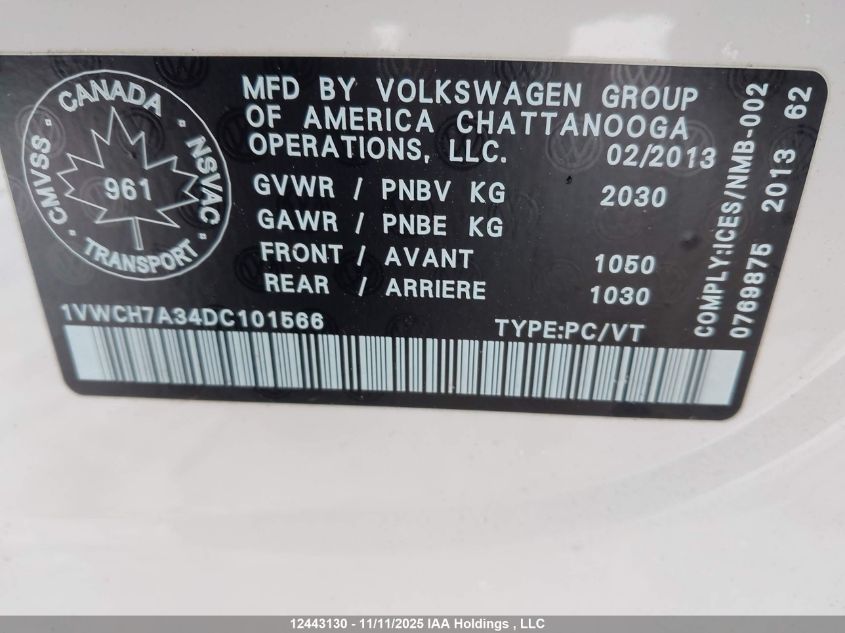 CANADA
CMVSS · NSVAC
961
TRANSPORT
MFD BY VOLKSWAGEN GROUP
OF AMERICA CHATTANOOGA
OPERATIONS, LLC. 02/2013
GVWR / PNBV KG 2030
GAWR / PNBE KG
FRONT / AVANT 1050
REAR / ARRIERE 1030
1VWCH7A34DC101566 TYPE:PC/VT
COMPLY:ICES/NMB-002
0769875 2013 62
12443130 - 11/11/2025 IAA Holdings , LLC